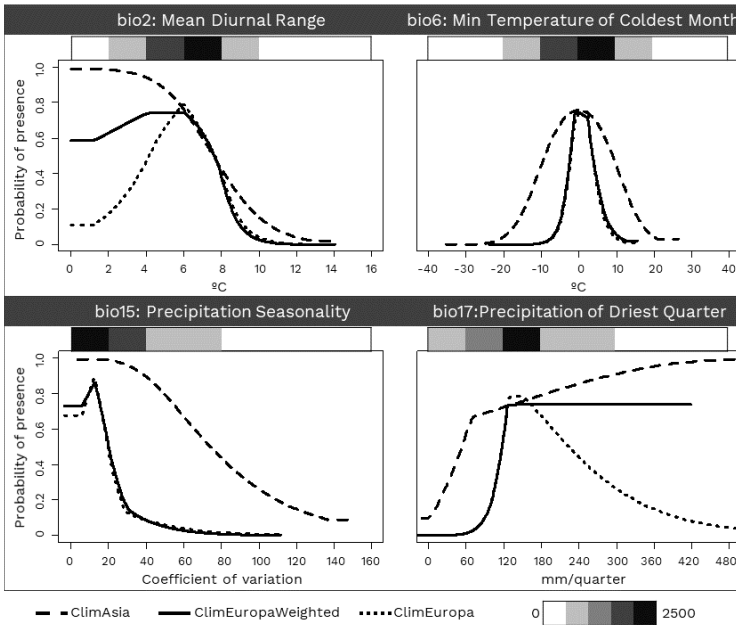 bio2: Mean Diurnal Range
bio6: Min Temperature of Coldest Month
Probability of presence
1.0
0.8
0.6
0.4
0.2
0
0 2 4 6 8 10 12 14 16
ºC
-40 -30 -20 -10 0 10 20 30 40
ºC
bio15: Precipitation Seasonality
bio17:Precipitation of Driest Quarter
Probability of presence
1.0
0.8
0.6
0.4
0.2
0
0 20 40 60 80 100 120 140 160
Coefficient of variation
0 60 120 180 240 300 360 420 480
mm/quarter
ClimAsia ClimEuropaWeighted ClimEuropa 0 2500